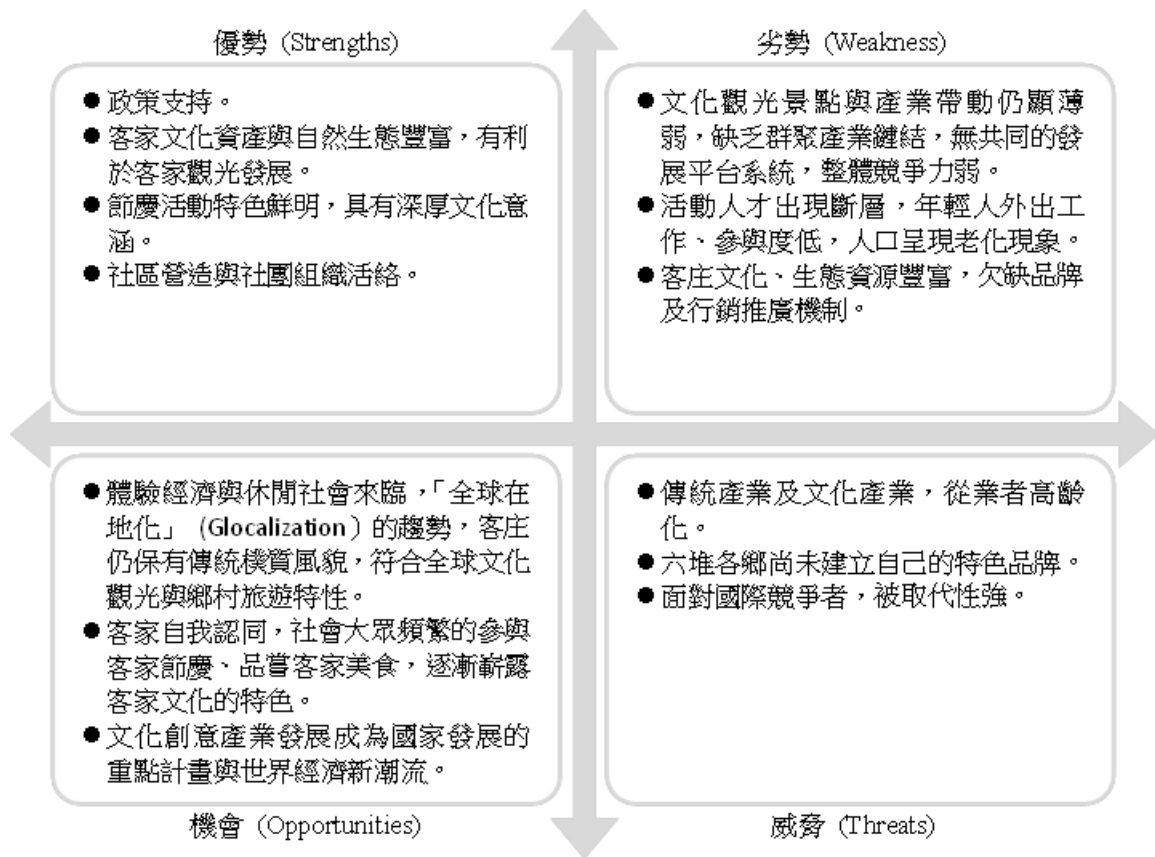 優勢 (Strengths)
● 政策支持。
● 客家文化資產與自然生態豐富，有利
於客家觀光發展。
● 節慶活動特色鮮明，具有深厚文化意
涵。
● 社區營造與社團組織活絡。
劣勢 (Weakness)
● 文化觀光景點與產業帶動仍顯薄
弱，缺乏群聚產業鏈結，無共同的發
展平台系統，整體競爭力弱。
● 活動人才出現斷層，年輕人外出工
作、參與度低，人口呈現老化現象。
● 客庄文化、生態資源豐富，欠缺品牌
及行銷推廣機制。
● 體驗經濟與休閒社會來臨，「全球在
地化」 (Glocalization）的趨勢，客庄
仍保有傳統樸質風貌，符合全球文化
觀光與鄉村旅遊特性。
● 客家自我認同，社會大眾頻繁的參與
客家節慶、品嘗客家美食，逐漸嶄露
客家文化的特色。
● 文化創意產業發展成為國家發展的
重點計畫與世界經濟新潮流。
機會 (Opportunities)
● 傳統產業及文化產業，從業者高齡
化。
● 六堆各鄉尚未建立自己的特色品牌。
● 面對國際競爭者，被取代性強。
威脅 (Threats)